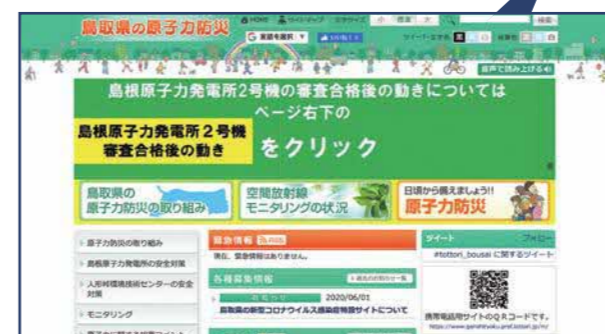 鳥取県の原子力防災
HOME サイトマップ 文字サイズ 小 標準 大 検索
G 言語を選択 ▼
音声で読み上げる
島根原子力発電所2号機の審査合格後の動きについては
ページ右下の
島根原子力発電所2号機
審査合格後の動き
をクリック
鳥取県の
原子力防災の取り組み
空間放射線
モニタリングの状況
日頃から備えましょう!!
原子力防災
原子力防災の取り組み
島根原子力発電所の安全対策
人形峠環境技術センターの安全
対策
モニタリング
緊急情報 RSS
現在、緊急情報はありません。
各種募集情報
2020/06/01
鳥取県の新型コロナウイルス感染症特設サイトについて
ツイート フォロー
#tottori_bousai に関するツイート
携帯電話用サイトのQRコードです。